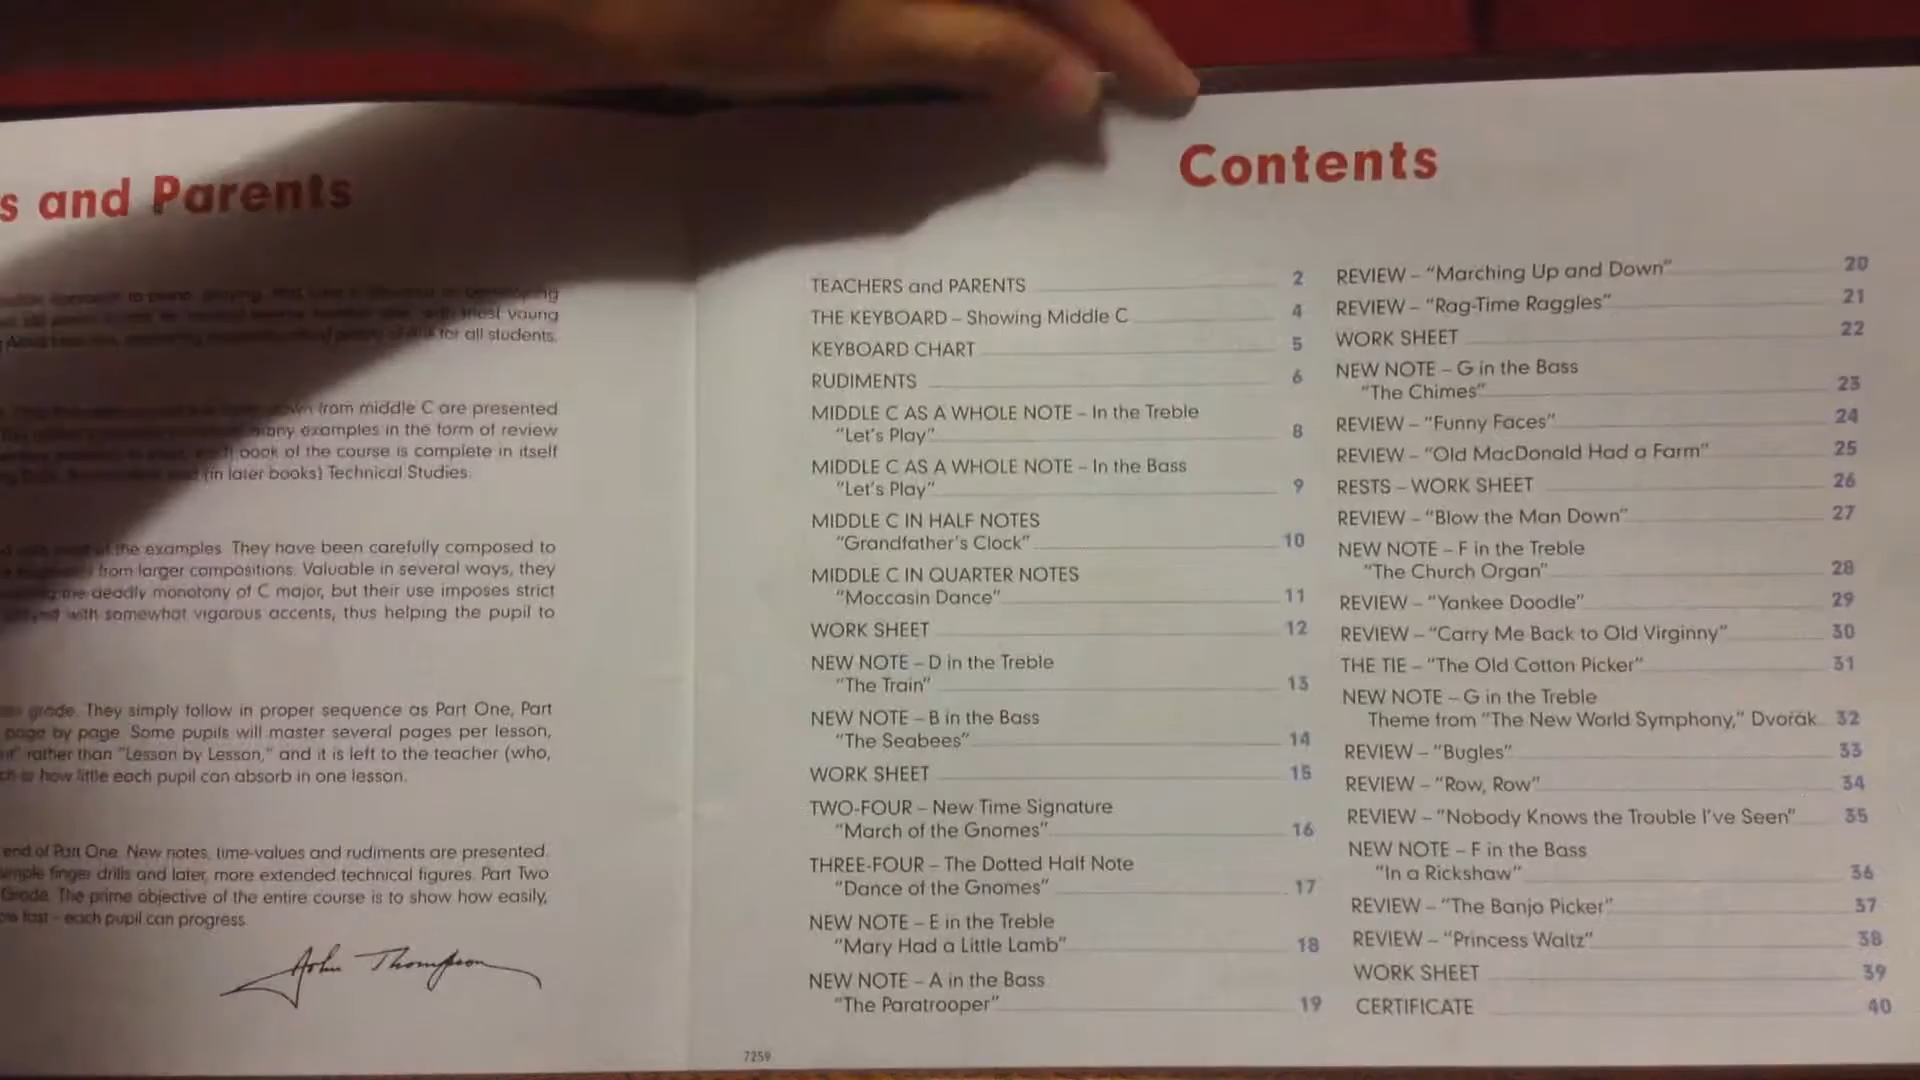 s and Parents
young
for all students.
from middle C are presented
many examples in the form of review
book of the course is complete in itself
(in later books) Technical Studies.
the examples. They have been carefully composed to
from larger compositions. Valuable in several ways, they
the deadly monotony of C major, but their use imposes strict
with somewhat vigorous accents, thus helping the pupil to
grade. They simply follow in proper sequence as Part One, Part
page by page. Some pupils will master several pages per lesson,
rather than "Lesson by Lesson," and it is left to the teacher (who,
or how little each pupil can absorb in one lesson.
end of Part One. New notes, time-values and rudiments are presented.
simple finger drills and later, more extended technical figures. Part Two
Grade. The prime objective of the entire course is to show how easily,
fast – each pupil can progress.
John Thompson
Contents
TEACHERS and PARENTS 2
THE KEYBOARD – Showing Middle C 4
KEYBOARD CHART 5
RUDIMENTS 6
MIDDLE C AS A WHOLE NOTE – In the Treble
"Let's Play" 8
MIDDLE C AS A WHOLE NOTE – In the Bass
"Let's Play" 9
MIDDLE C IN HALF NOTES
"Grandfather's Clock" 10
MIDDLE C IN QUARTER NOTES
"Moccasin Dance" 11
WORK SHEET 12
NEW NOTE – D in the Treble
"The Train" 13
NEW NOTE – B in the Bass
"The Seabees" 14
WORK SHEET 15
TWO-FOUR – New Time Signature
"March of the Gnomes" 16
THREE-FOUR – The Dotted Half Note
"Dance of the Gnomes" 17
NEW NOTE – E in the Treble
"Mary Had a Little Lamb" 18
NEW NOTE – A in the Bass
"The Paratrooper" 19
7259
REVIEW – "Marching Up and Down" 20
REVIEW – "Rag-Time Raggles" 21
WORK SHEET 22
NEW NOTE – G in the Bass
"The Chimes" 23
REVIEW – "Funny Faces" 24
REVIEW – "Old MacDonald Had a Farm" 25
RESTS – WORK SHEET 26
REVIEW – "Blow the Man Down" 27
NEW NOTE – F in the Treble
"The Church Organ" 28
REVIEW – "Yankee Doodle" 29
REVIEW – "Carry Me Back to Old Virginny" 30
THE TIE – "The Old Cotton Picker" 31
NEW NOTE – G in the Treble
Theme from "The New World Symphony," Dvořák 32
REVIEW – "Bugles" 33
REVIEW – "Row, Row" 34
REVIEW – "Nobody Knows the Trouble I've Seen" 35
NEW NOTE – F in the Bass
"In a Rickshaw" 36
REVIEW – "The Banjo Picker" 37
REVIEW – "Princess Waltz" 38
WORK SHEET 39
CERTIFICATE 40